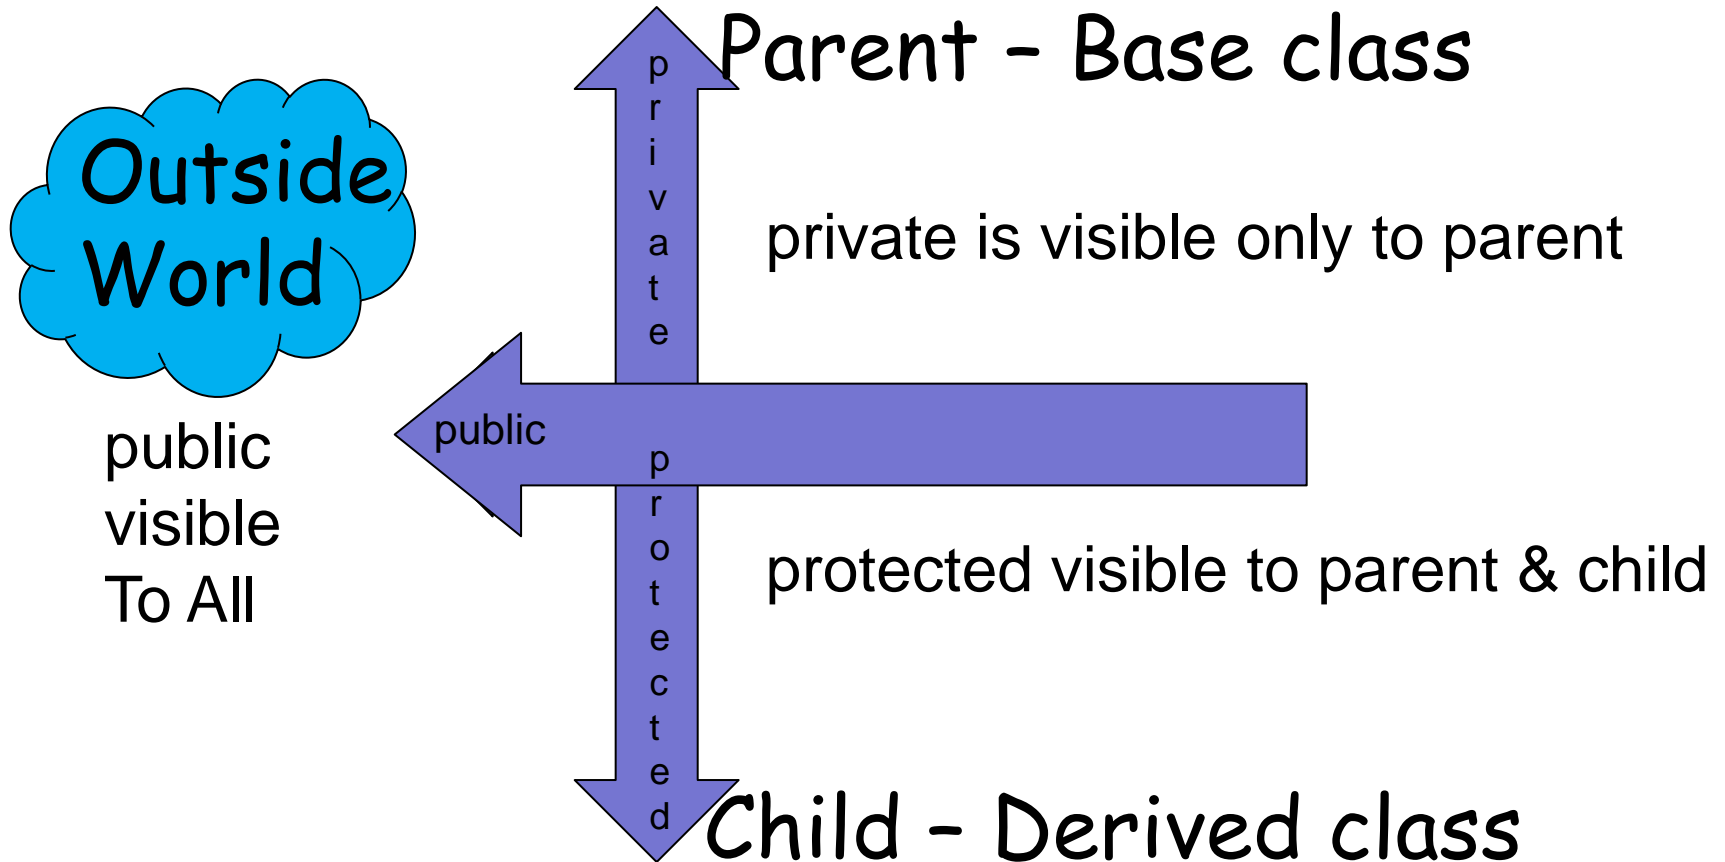 Parent – Base class
private
Outside
World
private is visible only to parent
public
public
visible
To All
protected
protected visible to parent & child
Child – Derived class